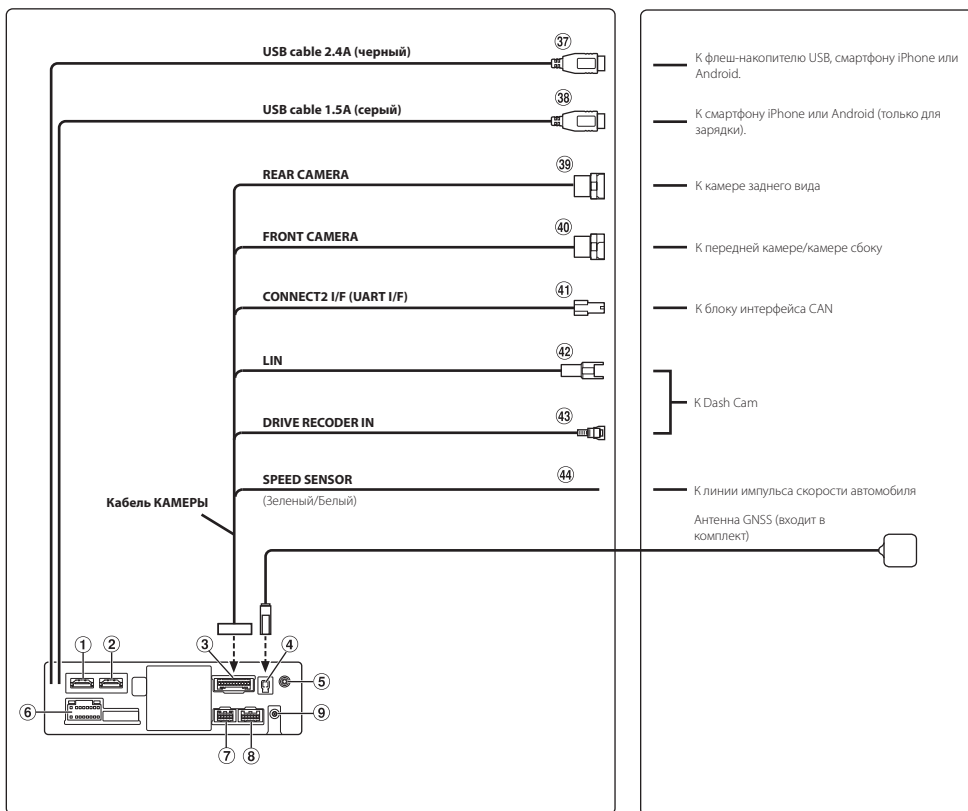 USB cable 2.4A (черный)
㊲
К флеш-накопителю USB, смартфону iPhone или
Android.
USB cable 1.5A (серый)
㊳
К смартфону iPhone или Android (только для
зарядки).
REAR CAMERA
㊴
К камере заднего вида
FRONT CAMERA
㊵
К передней камере/камере сбоку
CONNECT2 I/F (UART I/F)
㊶
К блоку интерфейса CAN
LIN
㊷
К Dash Cam
DRIVE RECODER IN
㊸
SPEED SENSOR
(Зеленый/Белый)
㊹
К линии импульса скорости автомобиля
Кабель КАМЕРЫ
Антенна GNSS (входит в
комплект)
① ② ③ ④
⑤
⑥
⑨
⑦ ⑧